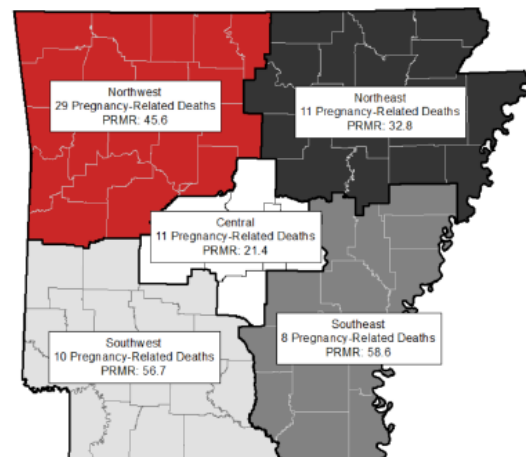 Northwest
29 Pregnancy-Related Deaths
PRMR: 45.6
Northeast
11 Pregnancy-Related Deaths
PRMR: 32.8
Central
11 Pregnancy-Related Deaths
PRMR: 21.4
Southwest
10 Pregnancy-Related Deaths
PRMR: 56.7
Southeast
8 Pregnancy-Related Deaths
PRMR: 58.6